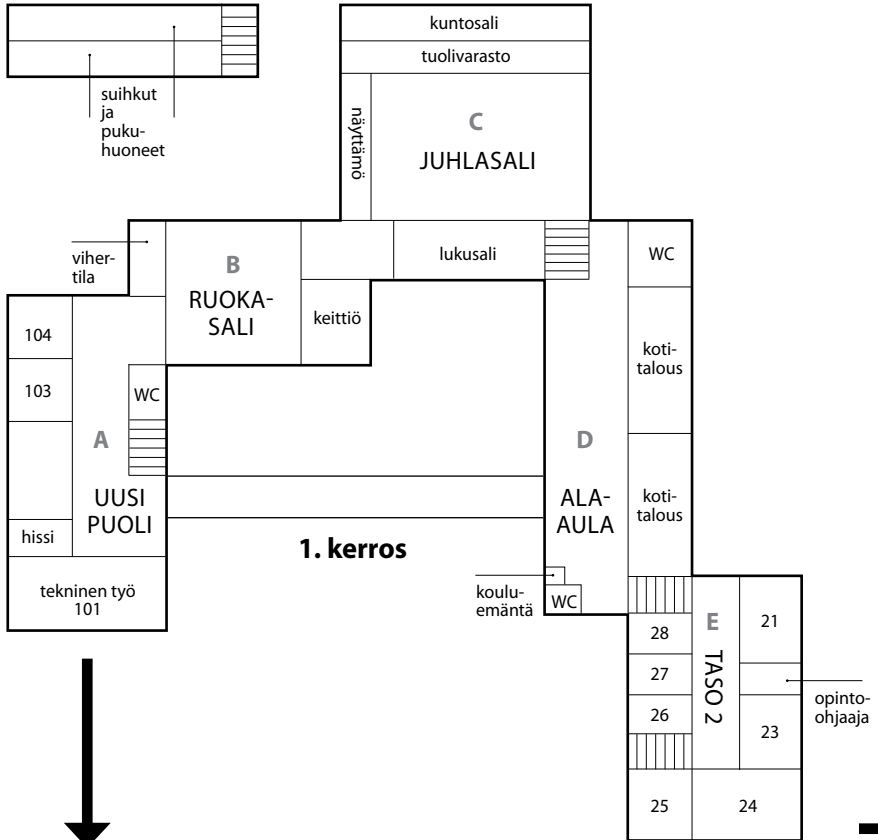 kuntosali
tuolivarasto
suihkut
ja
puku-
huoneet
näyttämö
C
JUHLASALI
viher-
tila
B
RUOKA-
SALI
lukusali
WC
keittiö
104
koti-
talous
103
WC
A
D
UUSI
PUOLI
ALA-
AULA
koti-
talous
hissi
1. kerros
tekninen työ
101
koulu-
emäntä
WC
28
E
TASO 2
21
27
opinto-
ohjaaja
26
23
25
24